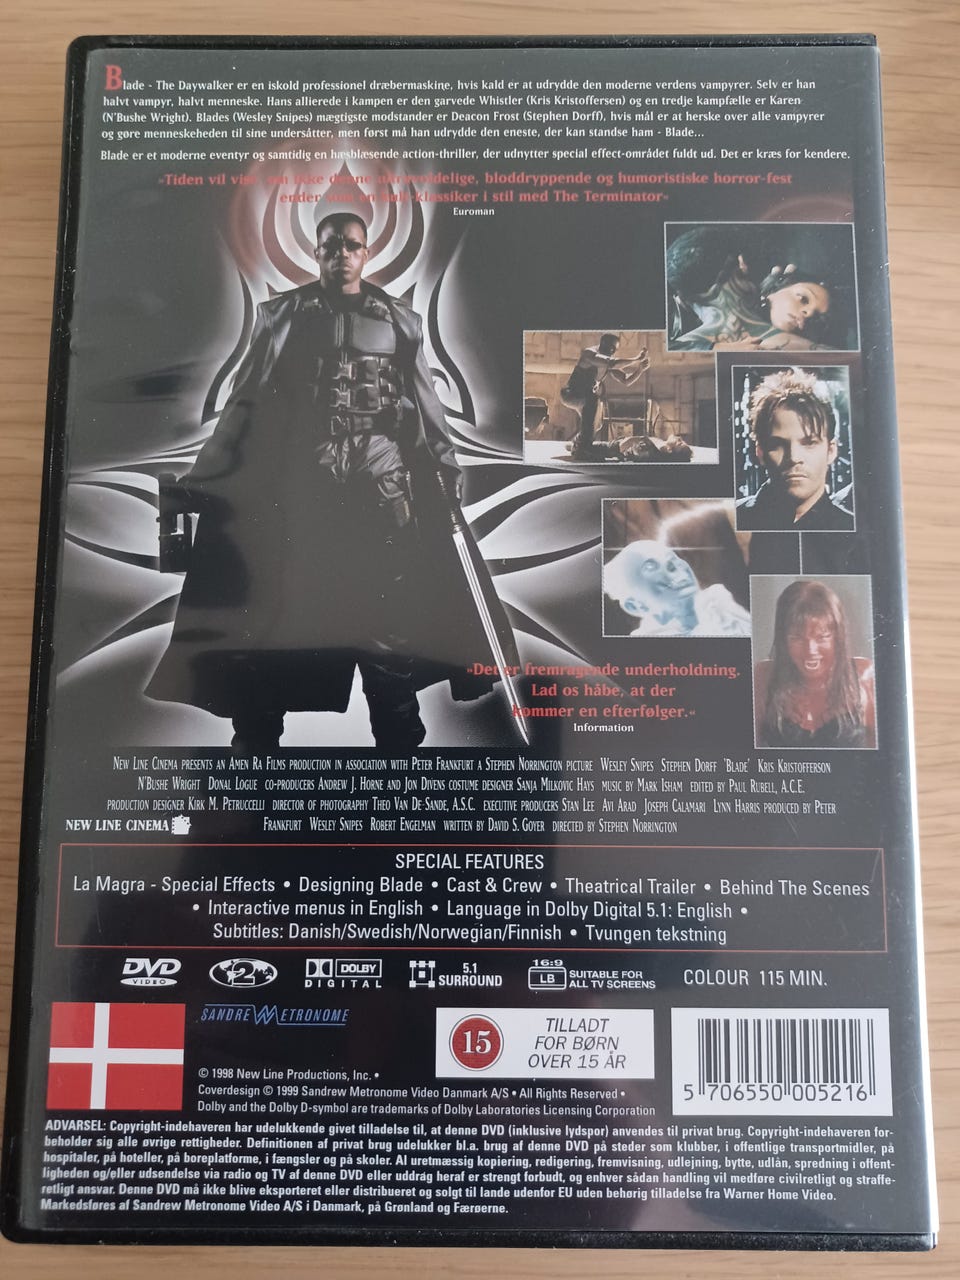 Blade - The Daywalker er en iskold professionel dræbermaskine, hvis kald er at udrydde den moderne verdens vampyrer. Selv er han
halvt vampyr, halvt menneske. Hans allierede i kampen er den garvede Whistler (Kris Kristoffersen) og en tredje kampfælle er Karen
(N'Bushe Wright). Blades (Wesley Snipes) mægtigste modstander er Deacon Frost (Stephen Dorff), hvis mål er at herske over alle vampyrer
og gøre menneskeheden til sine undersåtter, men først må han udrydde den eneste, der kan standse ham - Blade...
Blade er et moderne eventyr og samtidig en hæsblæsende action-thriller, der udnytter special effect-området fuldt ud. Det er kræs for kendere.
»Tiden vil vise, om ikke denne uhyggelige, bloddryppende og humoristiske horror-fest
ender som en kult-klassiker i stil med The Terminator«
Euroman
»Det er fremragende underholdning.
Lad os håbe, at der
kommer en efterfølger.«
Information
New Line Cinema presents an Amen Ra Films production in association with Peter Frankfurt a Stephen Norrington picture Wesley Snipes Stephen Dorff 'Blade' Kris Kristofferson
N'Bushe Wright Donal Logue co-producers Andrew J. Horne and Jon Divens costume designer Sanja Milkovic Hays music by Mark Isham edited by Paul Rubell, A.C.E.
production designer Kirk M. Petruccelli director of photography Theo Van De-Sande, A.S.C. executive producers Stan Lee Avi Arad Joseph Calamari Lynn Harris produced by Peter
Frankfurt Wesley Snipes Robert Engelman written by David S. Goyer directed by Stephen Norrington
NEW LINE CINEMA
SPECIAL FEATURES
La Magra - Special Effects • Designing Blade • Cast & Crew • Theatrical Trailer • Behind The Scenes
• Interactive menus in English • Language in Dolby Digital 5.1: English •
Subtitles: Danish/Swedish/Norwegian/Finnish • Tvungen tekstning
DVD VIDEO
2
DOLBY DIGITAL
5.1 SURROUND
16:9 LB SUITABLE FOR ALL TV SCREENS
COLOUR 115 MIN.
SANDREW METRONOME
15
TILLADT
FOR BØRN
OVER 15 ÅR
5 706550 005216
© 1998 New Line Productions, Inc. •
Coverdesign © 1999 Sandrew Metronome Video Danmark A/S • All Rights Reserved •
Dolby and the Dolby D-symbol are trademarks of Dolby Laboratories Licensing Corporation
ADVARSEL: Copyright-indehaveren har udelukkende givet tilladelse til, at denne DVD (inklusive lydspor) anvendes til privat brug. Copyright-indehaveren for-
beholder sig alle øvrige rettigheder. Definitionen af privat brug udelukker bl.a. brug af denne DVD på steder som klubber, i offentlige transportmidler, på
hospitaler, på hoteller, på boreplatforme, i fængsler og på skoler. Al uretmæssig kopiering, redigering, fremvisning, udlejning, bytte, udlån, spredning i offent-
ligheden og/eller udsendelse via radio og TV af denne DVD eller uddrag heraf er strengt forbudt, og enhver sådan handling vil medføre civilretligt og straffe-
retligt ansvar. Denne DVD må ikke blive eksporteret eller distribueret og solgt til lande udenfor EU uden behørig tilladelse fra Warner Home Video.
Markedsføres af Sandrew Metronome Video A/S i Danmark, på Grønland og Færøerne.